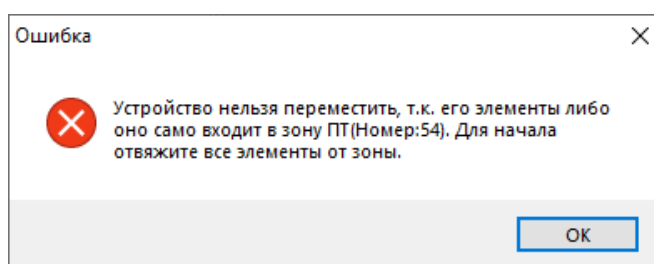 Ошибка
Устройство нельзя переместить, т.к. его элементы либо
оно само входит в зону ПТ(Номер:54). Для начала
отвяжите все элементы от зоны.
OK